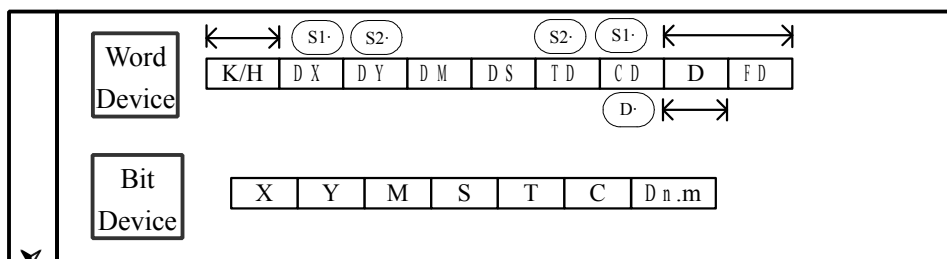 S1· S2· S2· S1·
Word Device
K/H DX DY DM DS TD CD D FD
D·
Bit Device
X Y M S T C Dn.m